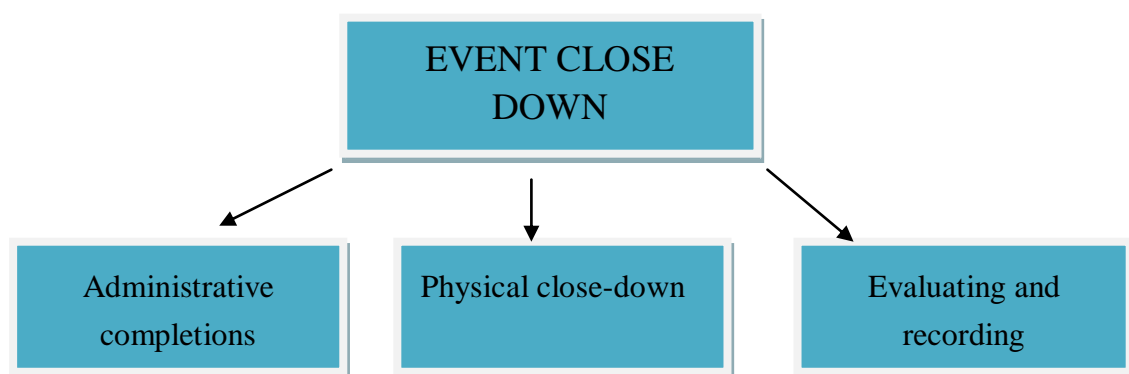 EVENT CLOSE
DOWN
Administrative
completions
Physical close-down
Evaluating and
recording